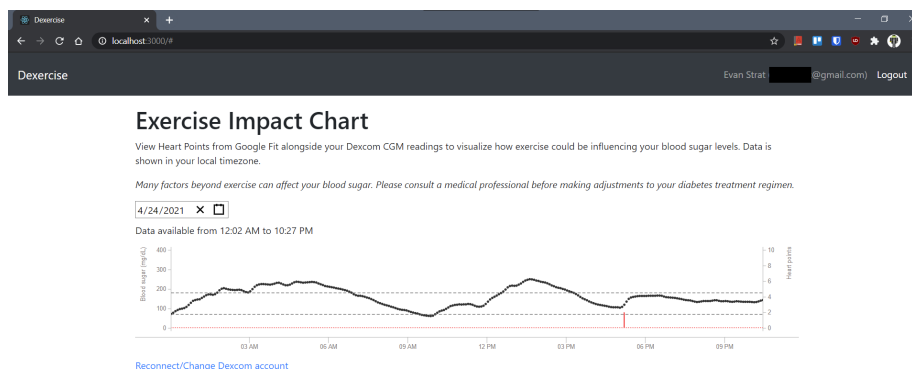 Dexercise
localhost:3000/#
Dexercise
Evan Strat
@gmail.com)
Logout
Exercise Impact Chart
View Heart Points from Google Fit alongside your Dexcom CGM readings to visualize how exercise could be influencing your blood sugar levels. Data is
shown in your local timezone.
Many factors beyond exercise can affect your blood sugar. Please consult a medical professional before making adjustments to your diabetes treatment regimen.
4/24/2021
Data available from 12:02 AM to 10:27 PM
Blood sugar (mg/dL)
400
300
200
100
0
10
8
6
4
2
0
Heart points
03 AM 06 AM 09 AM 12 PM 03 PM 06 PM 09 PM
Reconnect/Change Dexcom account